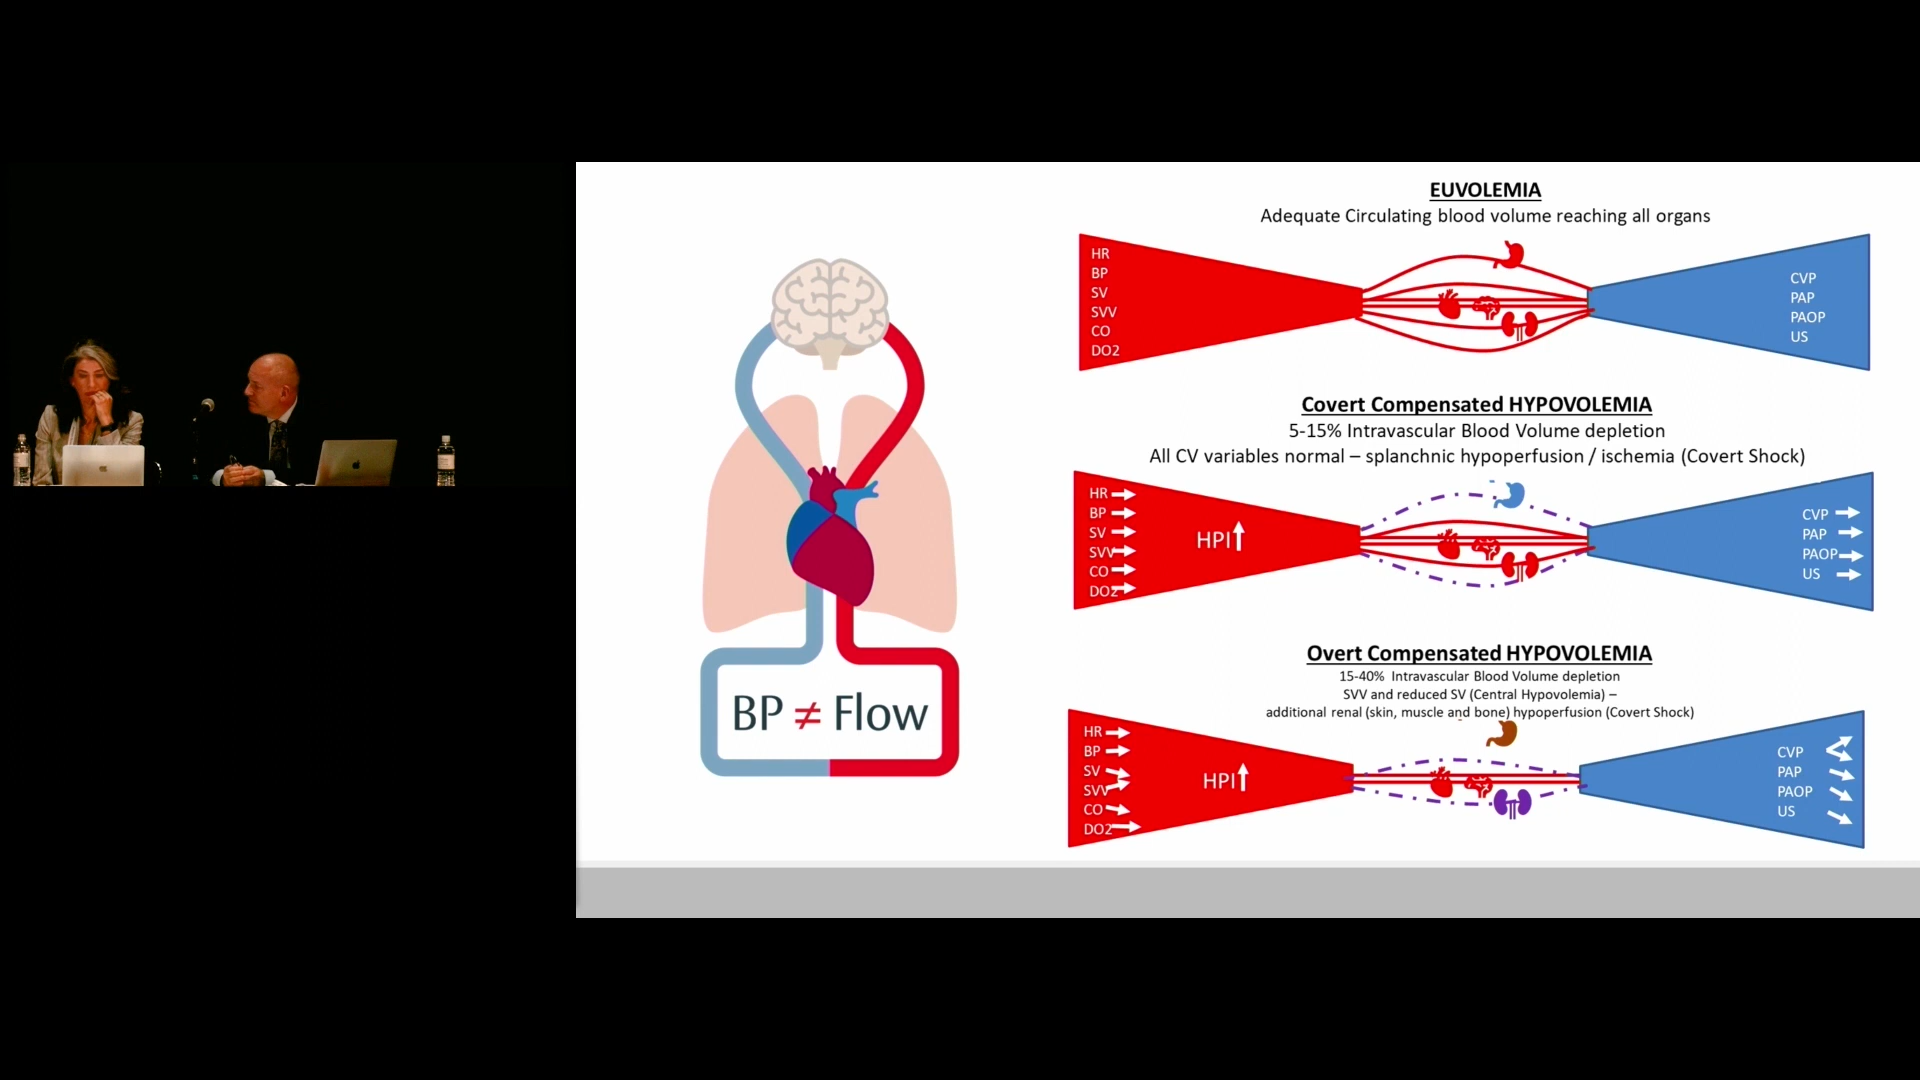 BP ≠ Flow
EUVOLEMIA
Adequate Circulating blood volume reaching all organs
HR
BP
SV
SVV
CO
DO2
CVP
PAP
PAOP
US
Covert Compensated HYPOVOLEMIA
5-15% Intravascular Blood Volume depletion
All CV variables normal – splanchnic hypoperfusion / ischemia (Covert Shock)
HR
BP
SV
SVV
CO
DO2
HPI
CVP
PAP
PAOP
US
Overt Compensated HYPOVOLEMIA
15-40% Intravascular Blood Volume depletion
SVV and reduced SV (Central Hypovolemia) –
additional renal (skin, muscle and bone) hypoperfusion (Covert Shock)
HR
BP
SV
SVV
CO
DO2
HPI
CVP
PAP
PAOP
US